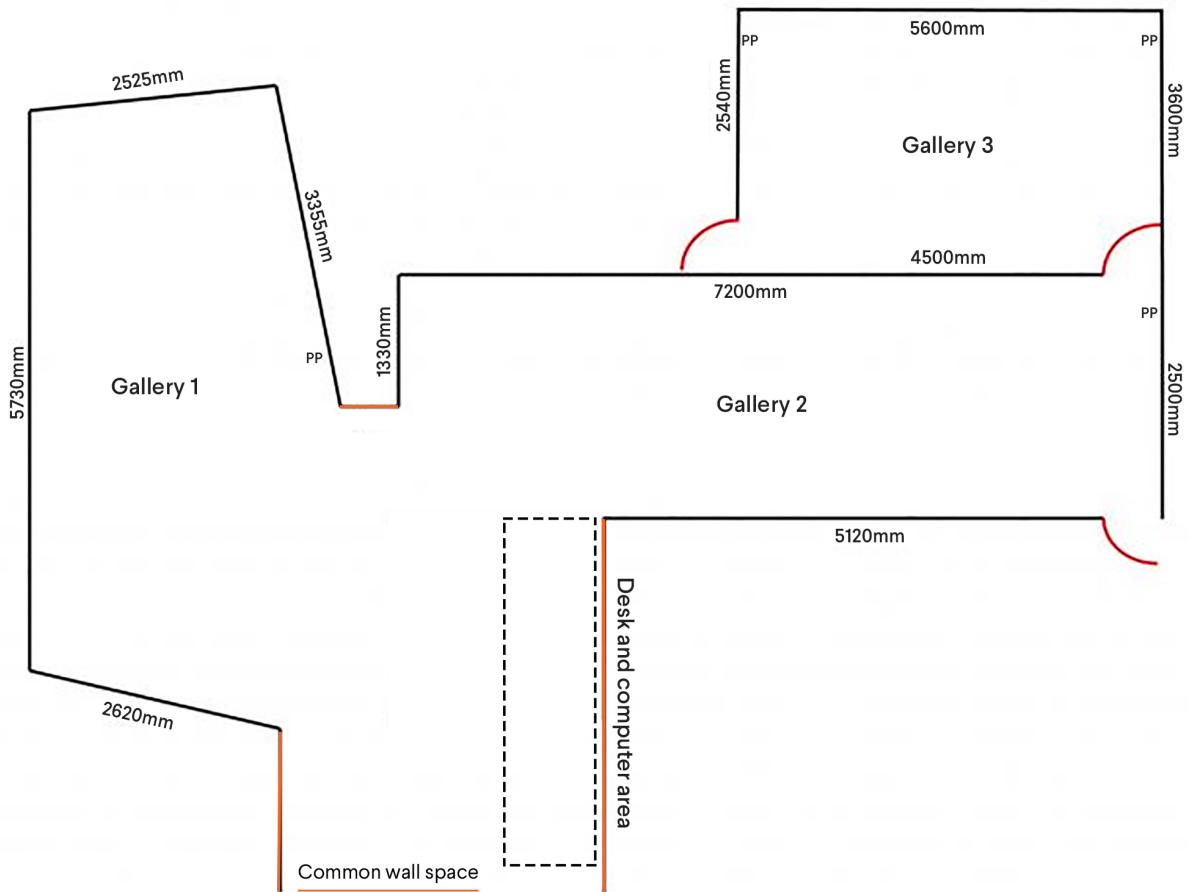 5600mm
PP
PP
2525mm
2540mm
3600mm
Gallery 3
3355mm
4500mm
7200mm
PP
1330mm
PP
5730mm
Gallery 1
Gallery 2
2500mm
5120mm
Desk and computer area
2620mm
Common wall space